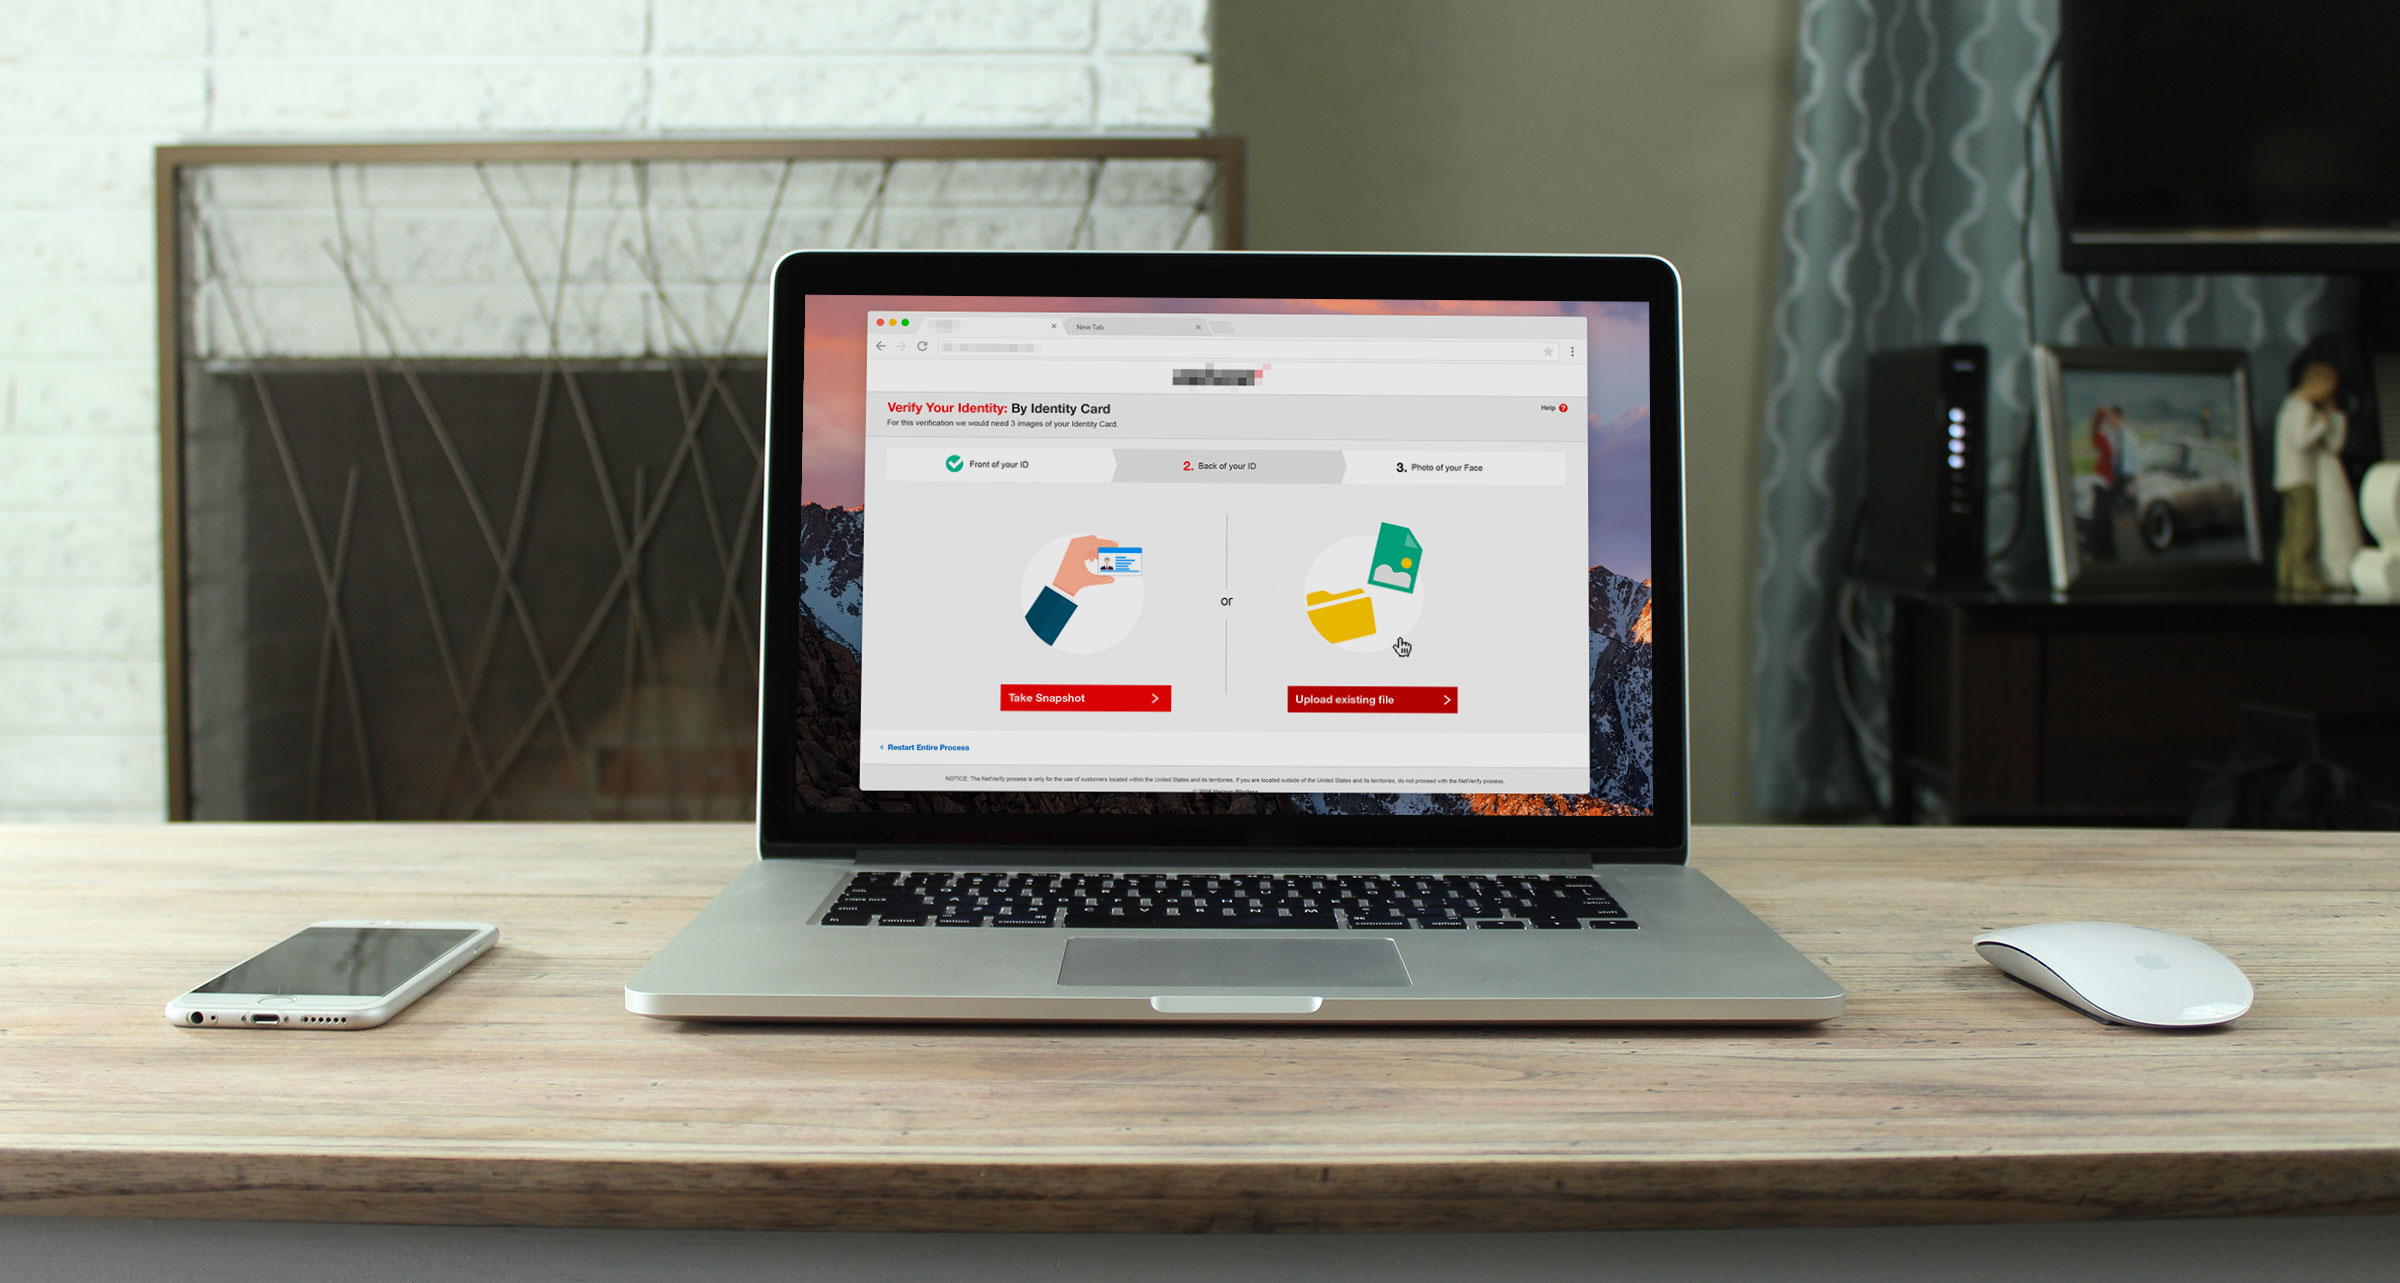 New Tab
Verify Your Identity: By Identity Card
Help ?
For this verification we would need 3 images of your Identity Card.
Front of your ID
2. Back of your ID
3. Photo of your Face
or
Take Snapshot
Upload existing file
Restart Entire Process
NOTICE: The NetVerify process is only for the use of customers located within the United States and its territories. If you are located outside of the United States and its territories, do not proceed with the NetVerify process.